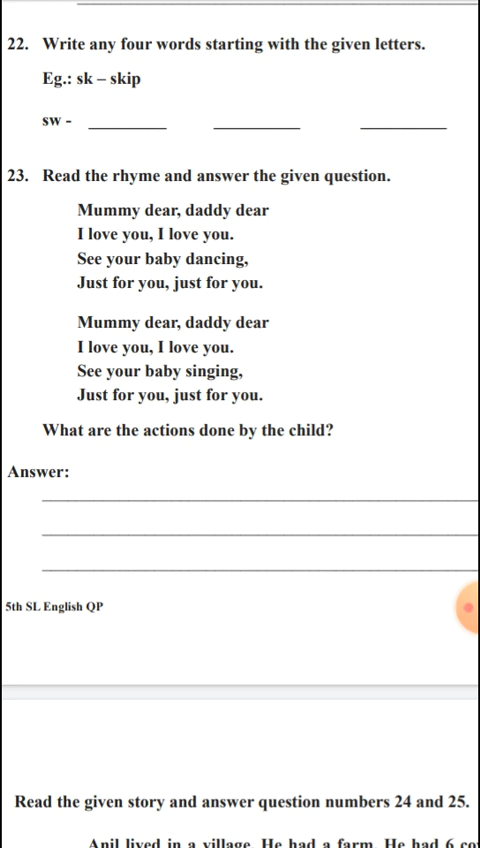 22. Write any four words starting with the given letters.
Eg.: sk – skip
sw - ________ ________ ________
23. Read the rhyme and answer the given question.
Mummy dear, daddy dear
I love you, I love you.
See your baby dancing,
Just for you, just for you.
Mummy dear, daddy dear
I love you, I love you.
See your baby singing,
Just for you, just for you.
What are the actions done by the child?
Answer:
5th SL English QP
Read the given story and answer question numbers 24 and 25.
Anil lived in a village. He had a farm. He had 6